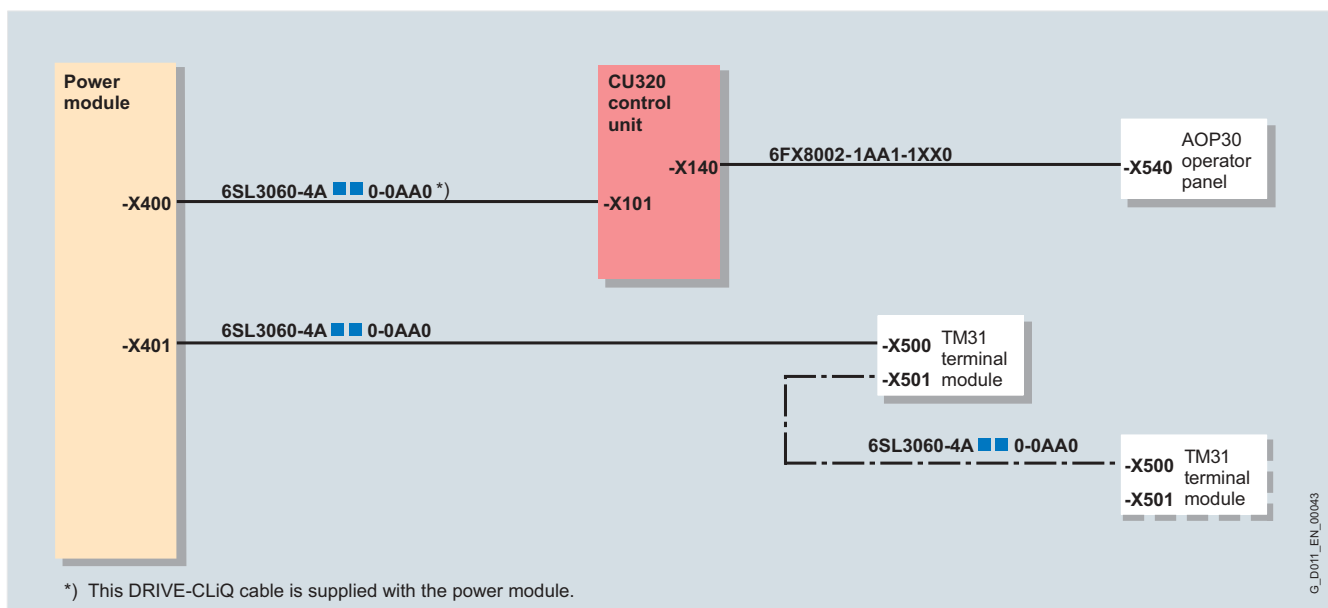 Power
module
CU320
control
unit
-X140
6FX8002-1AA1-1XX0
-X540
AOP30
operator
panel
-X400
6SL3060-4A ■■ 0-0AA0 *)
-X101
-X401
6SL3060-4A ■■ 0-0AA0
-X500
-X501
TM31
terminal
module
6SL3060-4A ■■ 0-0AA0
-X500
-X501
TM31
terminal
module
*) This DRIVE-CLiQ cable is supplied with the power module.
G_D011_EN_00043